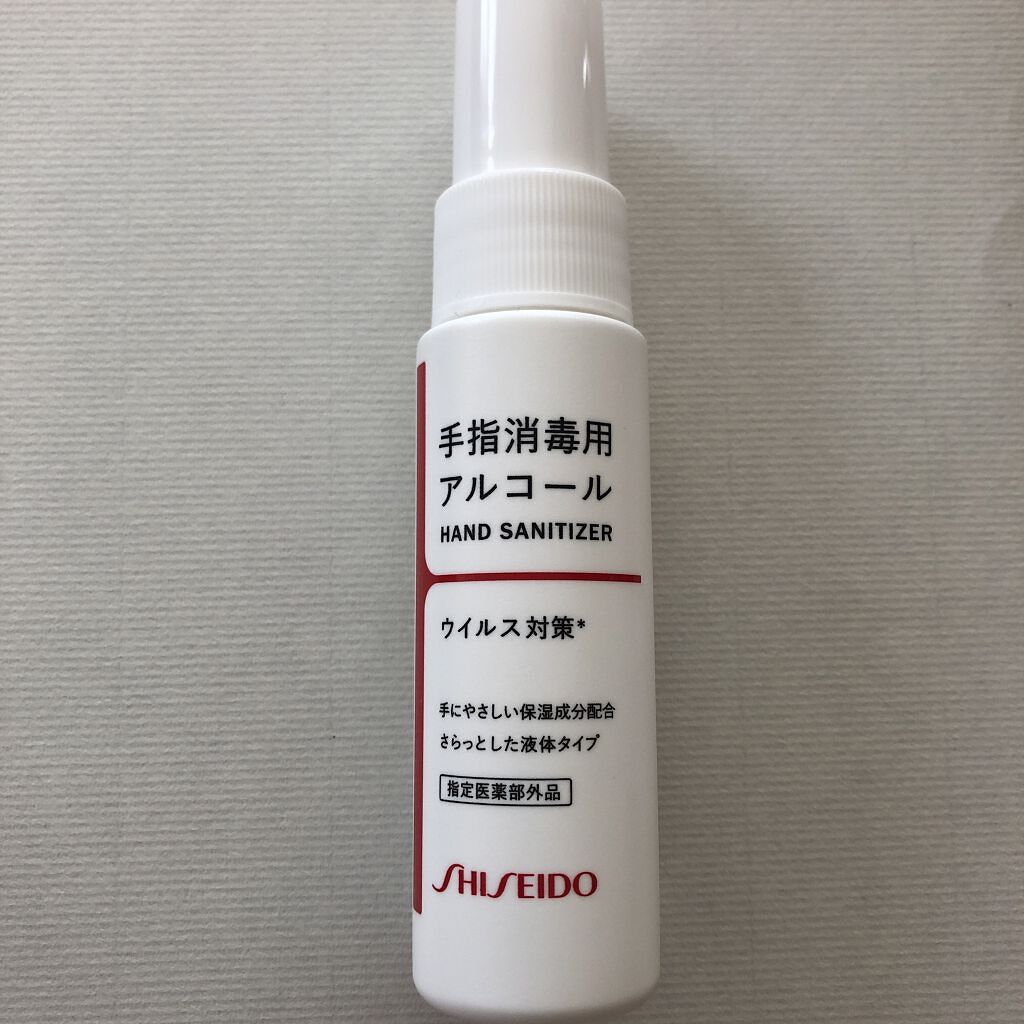 手指消毒用
アルコール
HAND SANITIZER
ウイルス対策*
手にやさしい保湿成分配合
さらっとした液体タイプ
指定医薬部外品
SHISEIDO